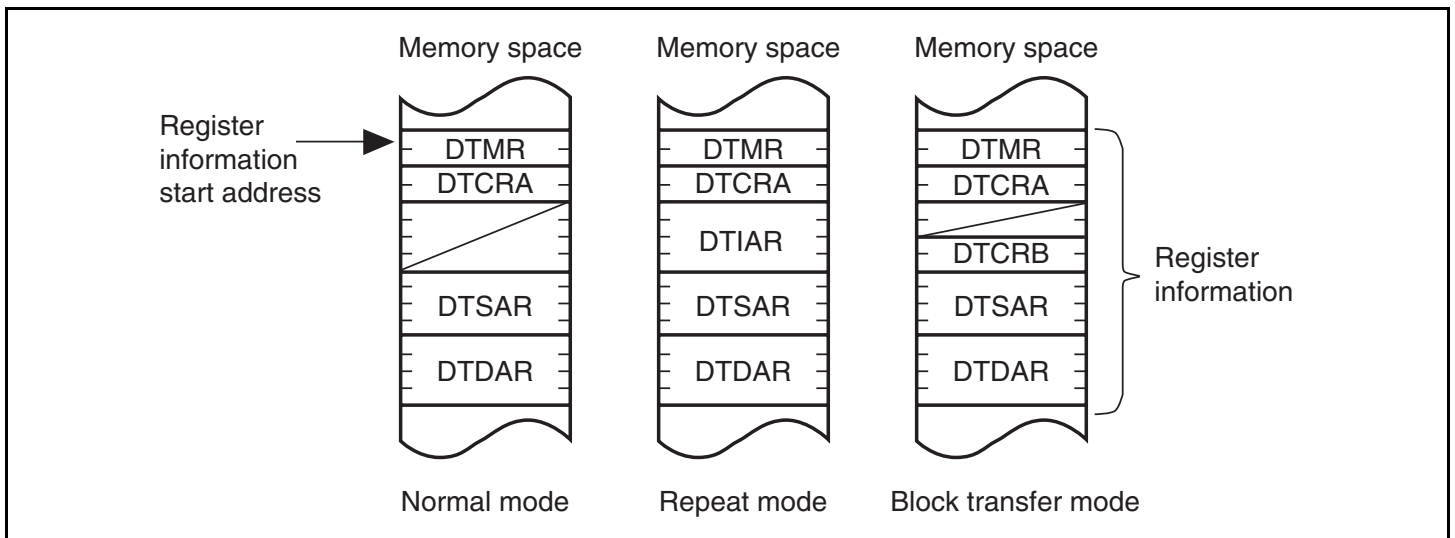 Memory space
Memory space
Memory space
Register
information
start address
DTMR
DTCRA
DTSAR
DTDAR
DTMR
DTCRA
DTIAR
DTSAR
DTDAR
DTMR
DTCRA
DTCRB
DTSAR
DTDAR
Register
information
Normal mode
Repeat mode
Block transfer mode